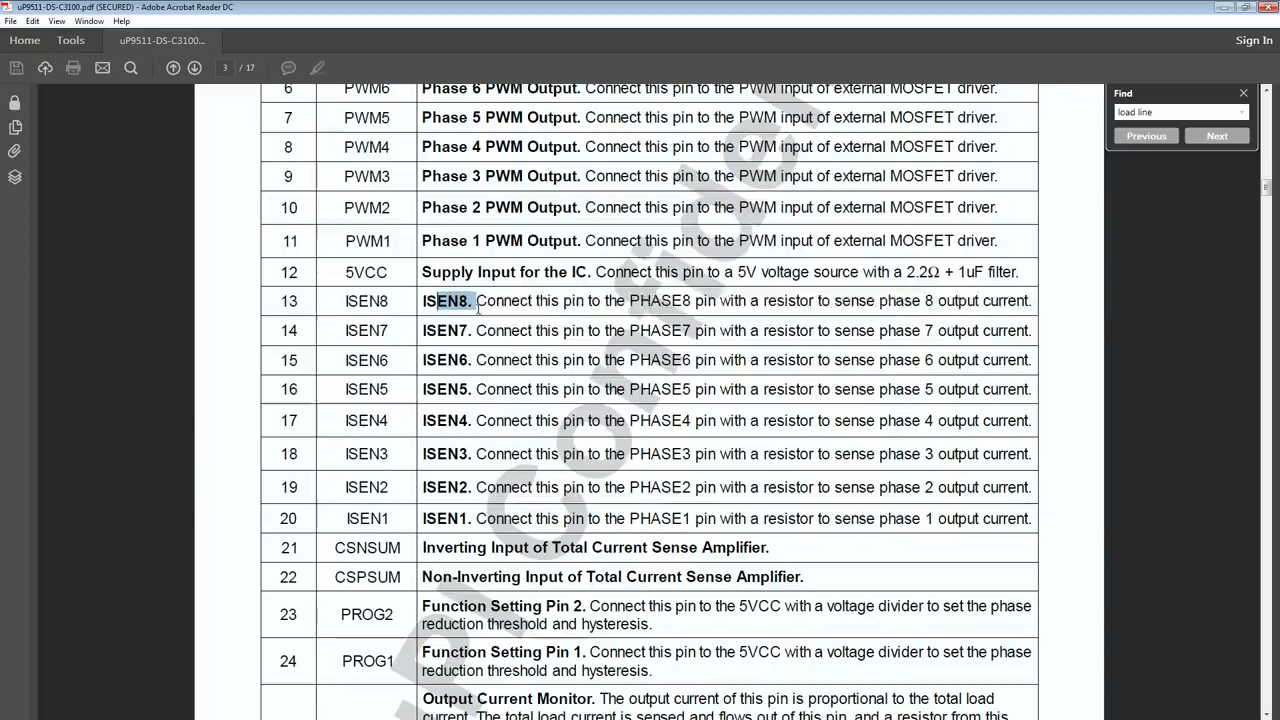 uP9511-DS-C3100.pdf (SECURED) - Adobe Acrobat Reader DC
File Edit View Window Help
Home Tools uP9511-DS-C3100... Sign In
3 / 17
Find
load line
Previous Next
6 PWM6 Phase 6 PWM Output. Connect this pin to the PWM input of external MOSFET driver.
7 PWM5 Phase 5 PWM Output. Connect this pin to the PWM input of external MOSFET driver.
8 PWM4 Phase 4 PWM Output. Connect this pin to the PWM input of external MOSFET driver.
9 PWM3 Phase 3 PWM Output. Connect this pin to the PWM input of external MOSFET driver.
10 PWM2 Phase 2 PWM Output. Connect this pin to the PWM input of external MOSFET driver.
11 PWM1 Phase 1 PWM Output. Connect this pin to the PWM input of external MOSFET driver.
12 5VCC Supply Input for the IC. Connect this pin to a 5V voltage source with a 2.2Ω + 1uF filter.
13 ISEN8 ISEN8. Connect this pin to the PHASE8 pin with a resistor to sense phase 8 output current.
14 ISEN7 ISEN7. Connect this pin to the PHASE7 pin with a resistor to sense phase 7 output current.
15 ISEN6 ISEN6. Connect this pin to the PHASE6 pin with a resistor to sense phase 6 output current.
16 ISEN5 ISEN5. Connect this pin to the PHASE5 pin with a resistor to sense phase 5 output current.
17 ISEN4 ISEN4. Connect this pin to the PHASE4 pin with a resistor to sense phase 4 output current.
18 ISEN3 ISEN3. Connect this pin to the PHASE3 pin with a resistor to sense phase 3 output current.
19 ISEN2 ISEN2. Connect this pin to the PHASE2 pin with a resistor to sense phase 2 output current.
20 ISEN1 ISEN1. Connect this pin to the PHASE1 pin with a resistor to sense phase 1 output current.
21 CSNSUM Inverting Input of Total Current Sense Amplifier.
22 CSPSUM Non-Inverting Input of Total Current Sense Amplifier.
23 PROG2 Function Setting Pin 2. Connect this pin to the 5VCC with a voltage divider to set the phase
reduction threshold and hysteresis.
24 PROG1 Function Setting Pin 1. Connect this pin to the 5VCC with a voltage divider to set the phase
reduction threshold and hysteresis.
Output Current Monitor. The output current of this pin is proportional to the total load
current. The total load current is sensed and flows out of this pin, and a resistor from this
uPI Confidential